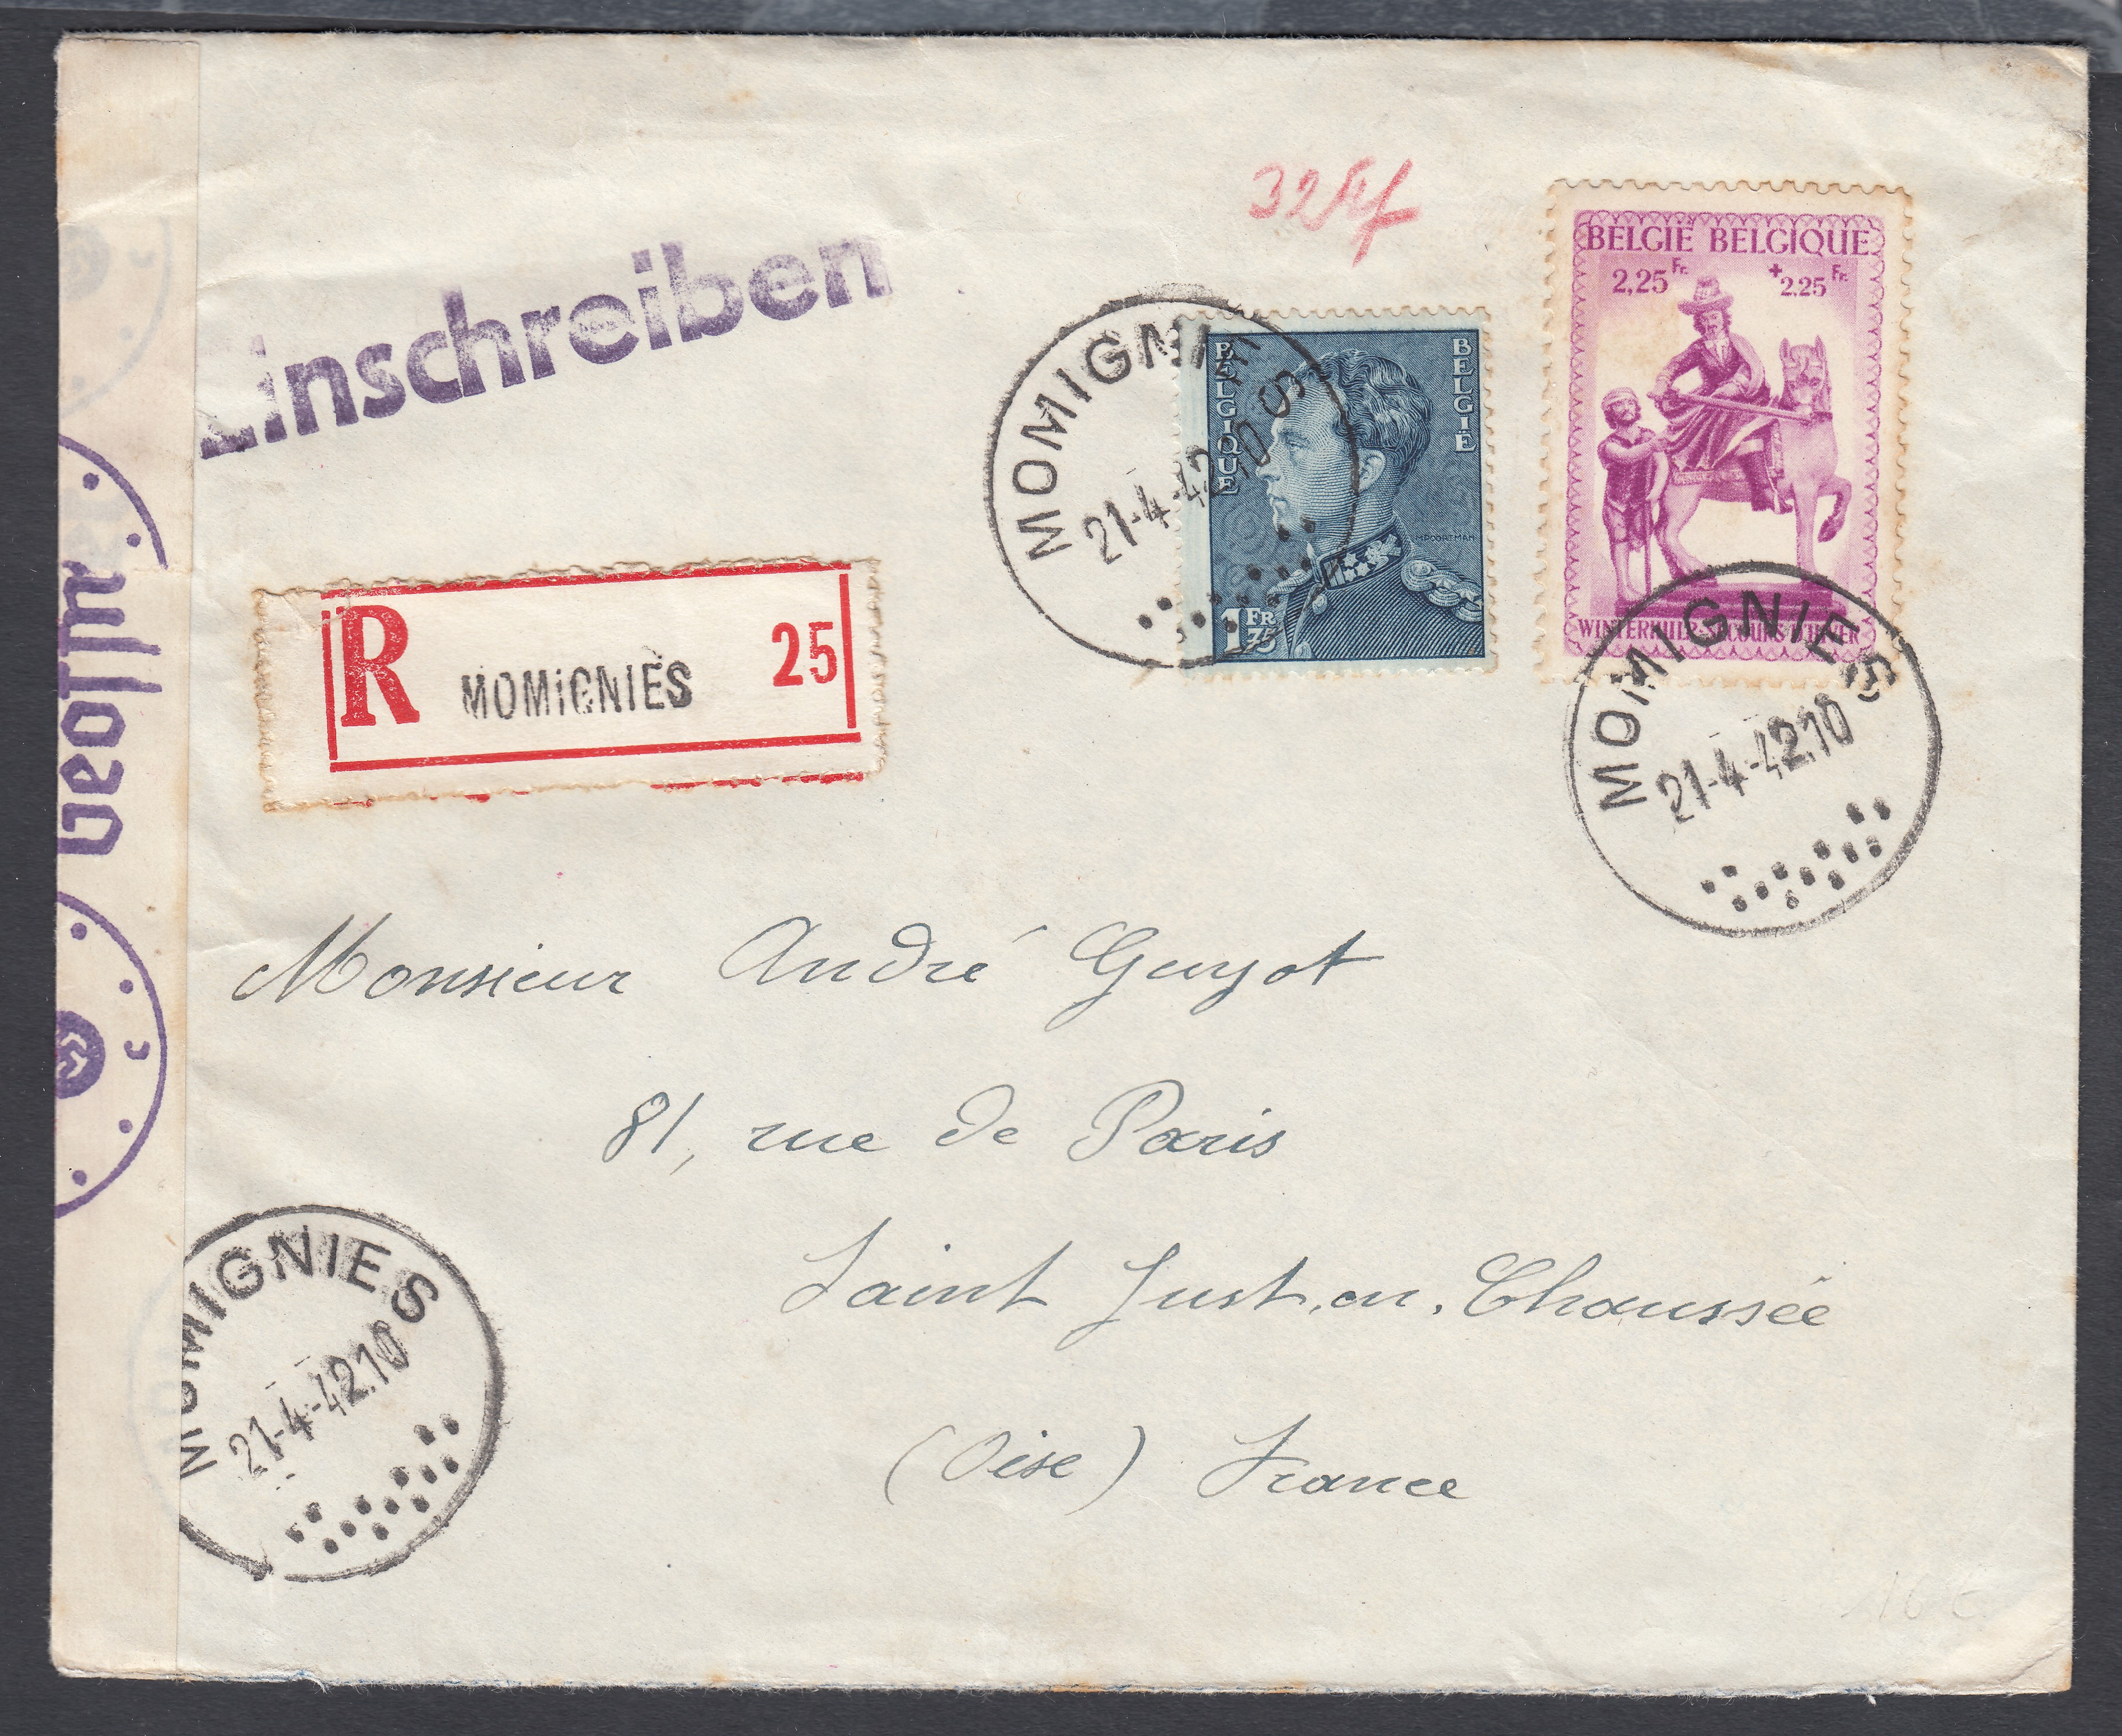 Einschreiben
BELGIË BELGIQUE
2,25 Fr. +2.25 Fr.
WINTERHULP-SECOURS D'HIVER
BELGIQUE
BELGIË
1 FR 75
MOMIGNIES
21-4-42.10
MOMIGNIES
21-4-42.10
R MOMIGNIES 25
Geöffn
c
c
Monsieur André Guyot
81, rue de Paris
Saint Just-en-Chaussée
(Oise) France
MOMIGNIES
21-4-42.10